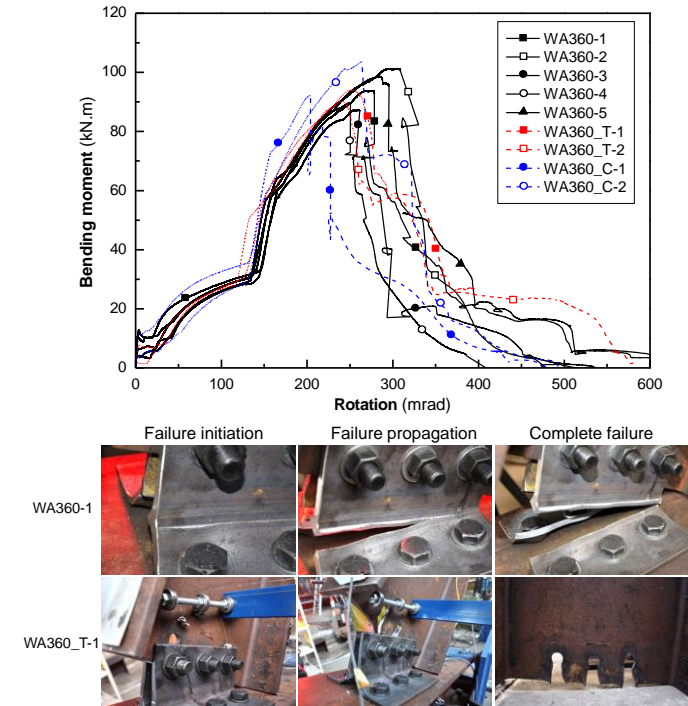 120
100
80
60
40
20
0
Bending moment (kN.m)
WA360-1
WA360-2
WA360-3
WA360-4
WA360-5
WA360_T-1
WA360_T-2
WA360_C-1
WA360_C-2
0 100 200 300 400 500 600
Rotation (mrad)
Failure initiation Failure propagation Complete failure
WA360-1
WA360_T-1